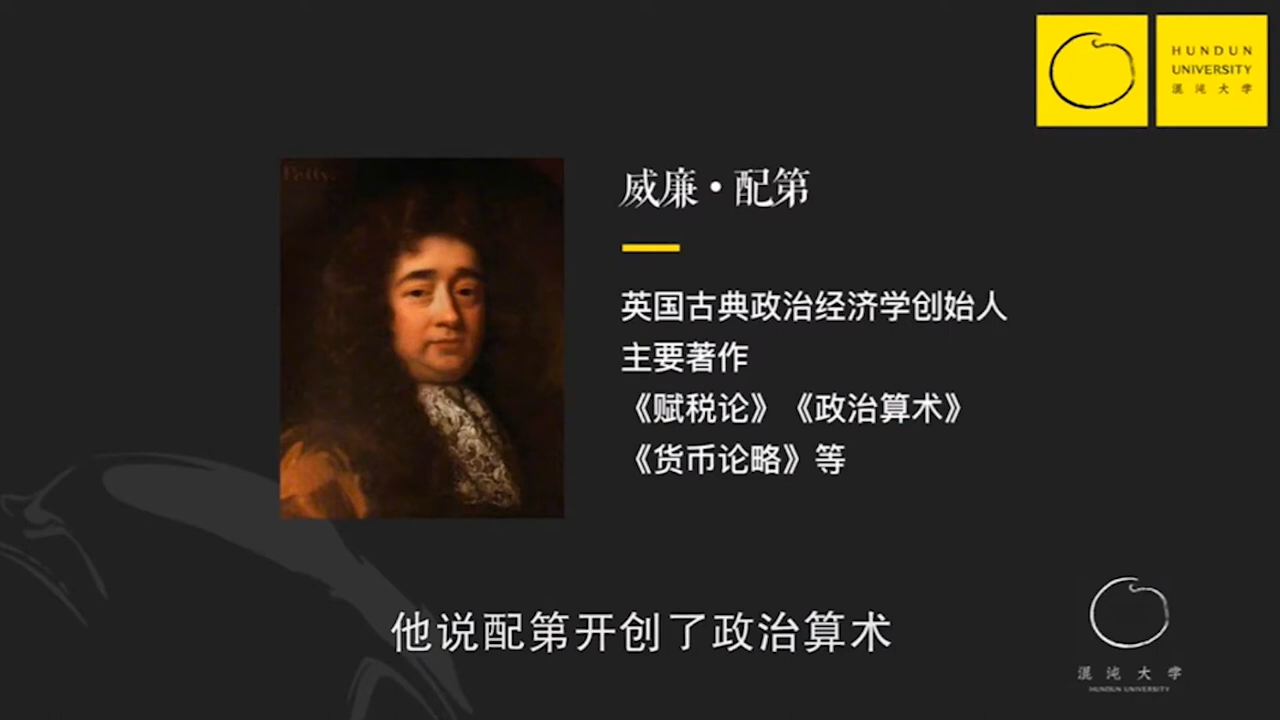 HUNDUN
UNIVERSITY
混沌大学
Petty.
威廉·配第
英国古典政治经济学创始人
主要著作
《赋税论》《政治算术》
《货币论略》等
他说配第开创了政治算术
混沌大学
HUNDUN UNIVERSITY